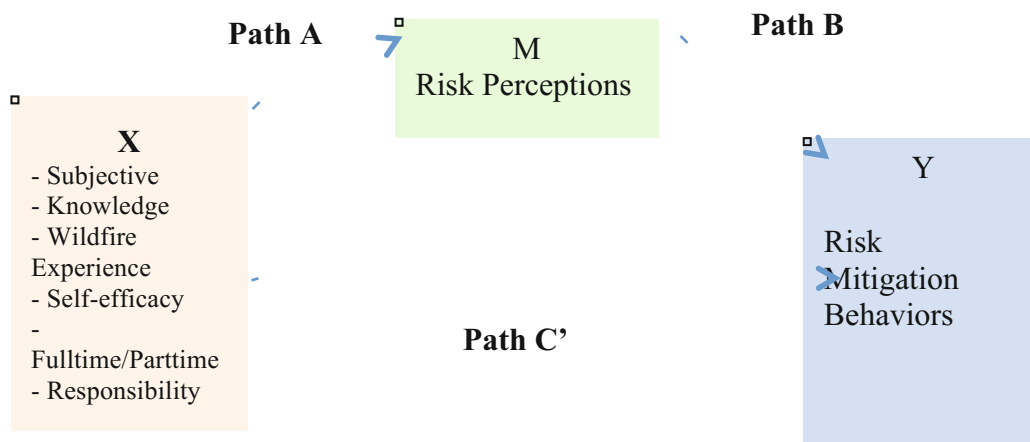 Path A
M
Risk Perceptions
Path B
X
- Subjective
- Knowledge
- Wildfire
Experience
- Self-efficacy
-
Fulltime/Parttime
- Responsibility
Path C’
Y
Risk
Mitigation
Behaviors